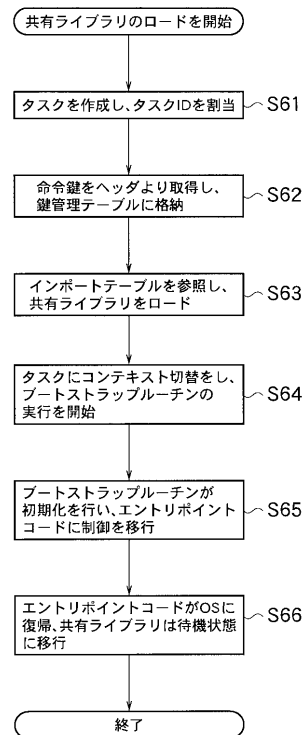 共有ライブラリのロードを開始
タスクを作成し、タスクIDを割当
S61
命令鍵をヘッダより取得し、
鍵管理テーブルに格納
S62
インポートテーブルを参照し、
共有ライブラリをロード
S63
タスクにコンテキスト切替をし、
ブートストラップルーチンの
実行を開始
S64
ブートストラップルーチンが
初期化を行い、エントリポイント
コードに制御を移行
S65
エントリポイントコードがOSに
復帰、共有ライブラリは待機状態
に移行
S66
終了